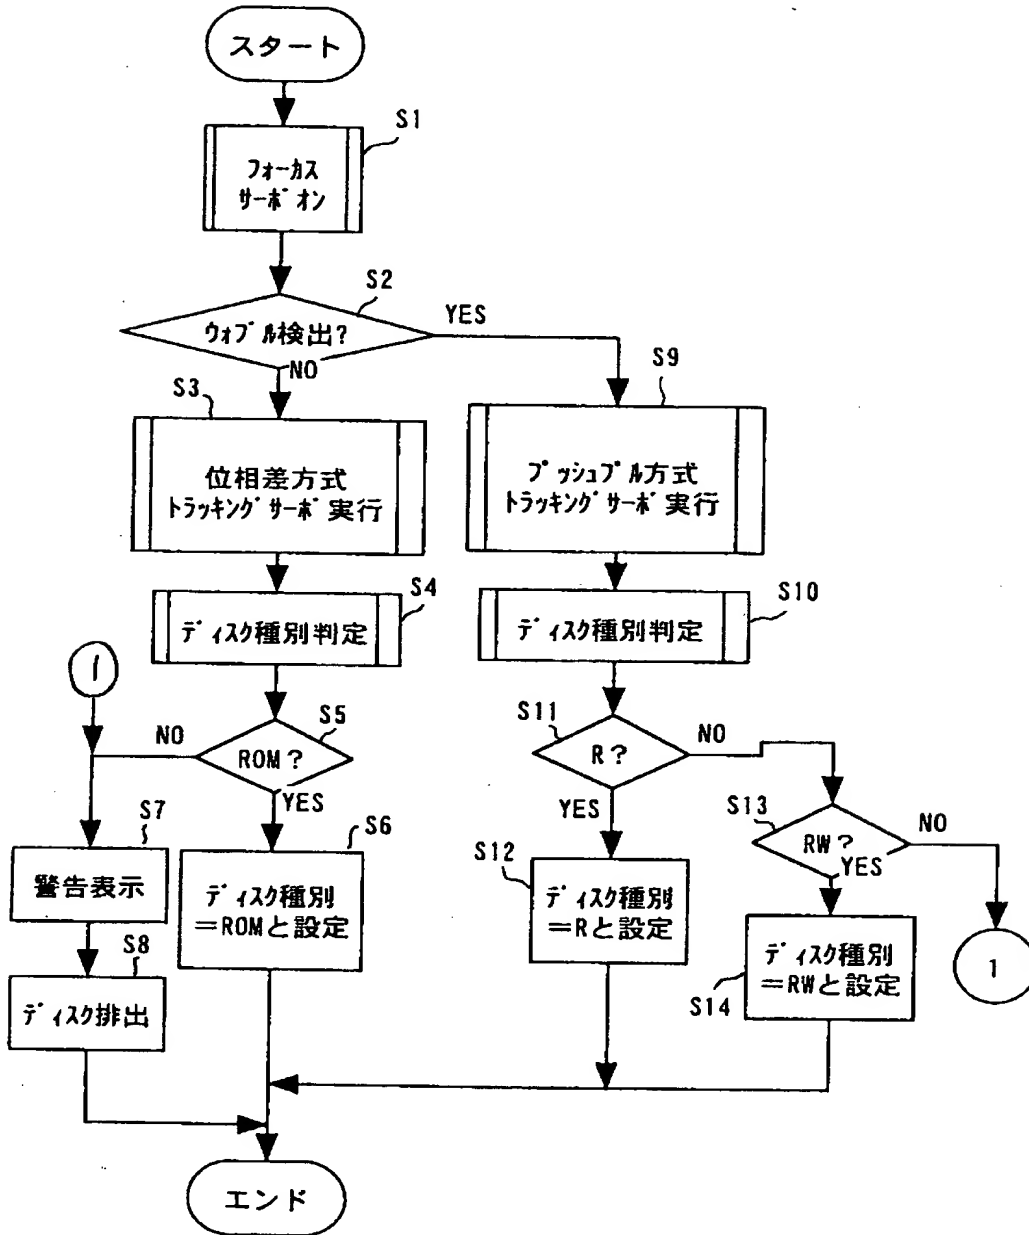 スタート
S1
フォーカス
サーボオン
S2
ウォブル検出?
YES
NO
S3
位相差方式
トラッキングサーボ実行
S9
プッシュプル方式
トラッキングサーボ実行
S4
ディスク種別判定
S10
ディスク種別判定
1
S5
ROM?
NO
YES
S11
R?
NO
YES
S13
RW?
NO
YES
S7
警告表示
S6
ディスク種別
=ROMと設定
S12
ディスク種別
=Rと設定
S14
ディスク種別
=RWと設定
1
S8
ディスク排出
エンド